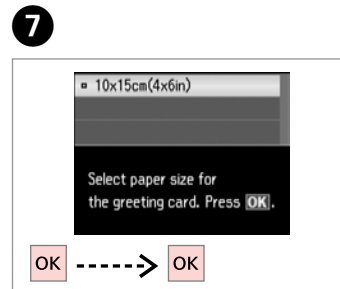 7
10x15cm(4x6in)
Select paper size for
the greeting card. Press OK.
OK OK